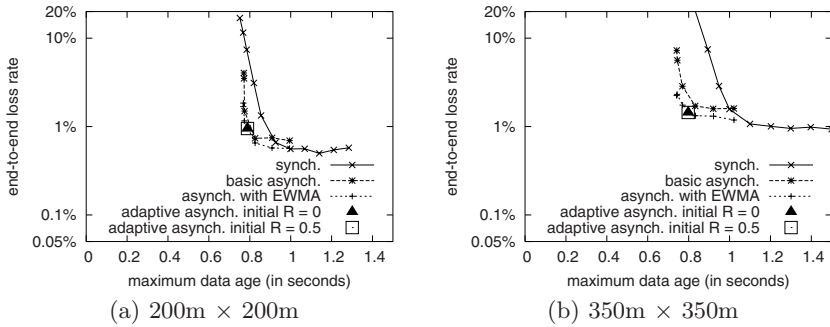 20%
10%
1%
0.1%
0.05%
end-to-end loss rate
synch.
basic asynch.
asynch. with EWMA
adaptive asynch. initial R = 0
adaptive asynch. initial R = 0.5
0 0.2 0.4 0.6 0.8 1 1.2 1.4
maximum data age (in seconds)
(a) 200m × 200m
20%
10%
1%
0.1%
0.05%
end-to-end loss rate
synch.
basic asynch.
asynch. with EWMA
adaptive asynch. initial R = 0
adaptive asynch. initial R = 0.5
0 0.2 0.4 0.6 0.8 1 1.2 1.4
maximum data age (in seconds)
(b) 350m × 350m